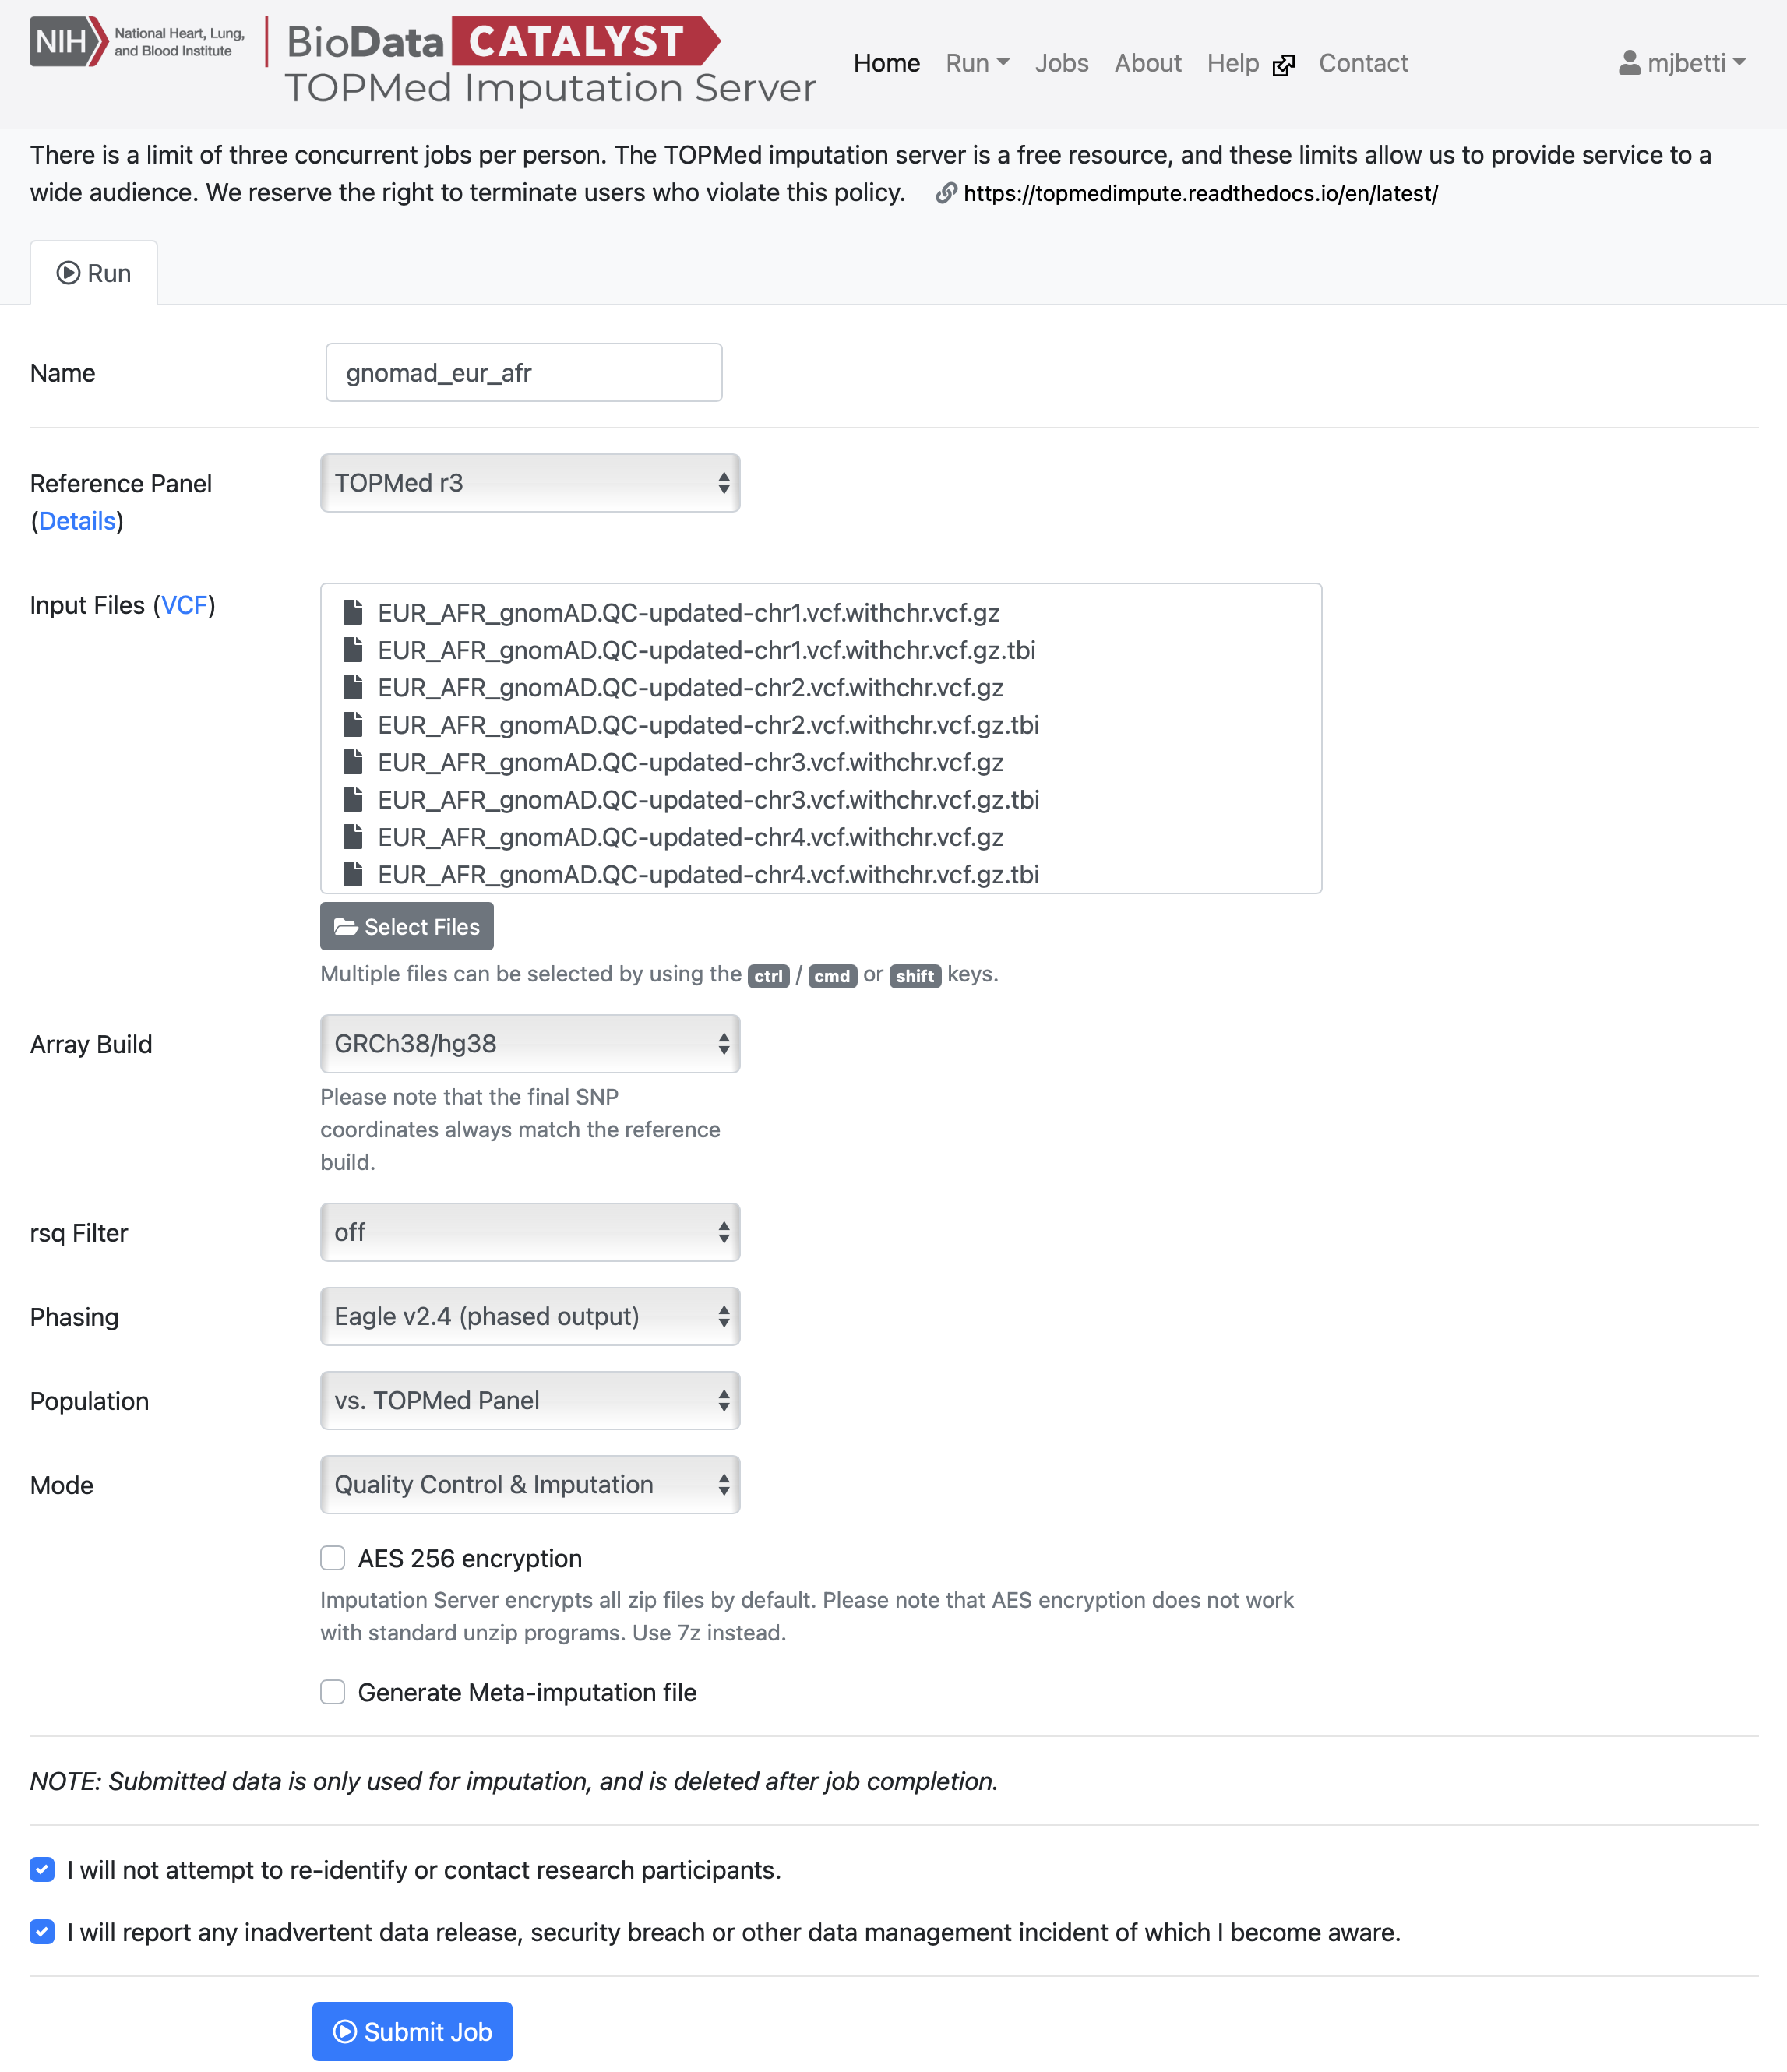 NIH National Heart, Lung, and Blood Institute
BioData CATALYST
TOPMed Imputation Server
Home Run Jobs About Help Contact mjbetti
There is a limit of three concurrent jobs per person. The TOPMed imputation server is a free resource, and these limits allow us to provide service to a
wide audience. We reserve the right to terminate users who violate this policy. https://topmedimpute.readthedocs.io/en/latest/
Run
Name gnomad_eur_afr
Reference Panel TOPMed r3
(Details)
Input Files (VCF)
EUR_AFR_gnomAD.QC-updated-chr1.vcf.withchr.vcf.gz
EUR_AFR_gnomAD.QC-updated-chr1.vcf.withchr.vcf.gz.tbi
EUR_AFR_gnomAD.QC-updated-chr2.vcf.withchr.vcf.gz
EUR_AFR_gnomAD.QC-updated-chr2.vcf.withchr.vcf.gz.tbi
EUR_AFR_gnomAD.QC-updated-chr3.vcf.withchr.vcf.gz
EUR_AFR_gnomAD.QC-updated-chr3.vcf.withchr.vcf.gz.tbi
EUR_AFR_gnomAD.QC-updated-chr4.vcf.withchr.vcf.gz
EUR_AFR_gnomAD.QC-updated-chr4.vcf.withchr.vcf.gz.tbi
Select Files
Multiple files can be selected by using the ctrl / cmd or shift keys.
Array Build GRCh38/hg38
Please note that the final SNP
coordinates always match the reference
build.
rsq Filter off
Phasing Eagle v2.4 (phased output)
Population vs. TOPMed Panel
Mode Quality Control & Imputation
AES 256 encryption
Imputation Server encrypts all zip files by default. Please note that AES encryption does not work
with standard unzip programs. Use 7z instead.
Generate Meta-imputation file
NOTE: Submitted data is only used for imputation, and is deleted after job completion.
I will not attempt to re-identify or contact research participants.
I will report any inadvertent data release, security breach or other data management incident of which I become aware.
Submit Job